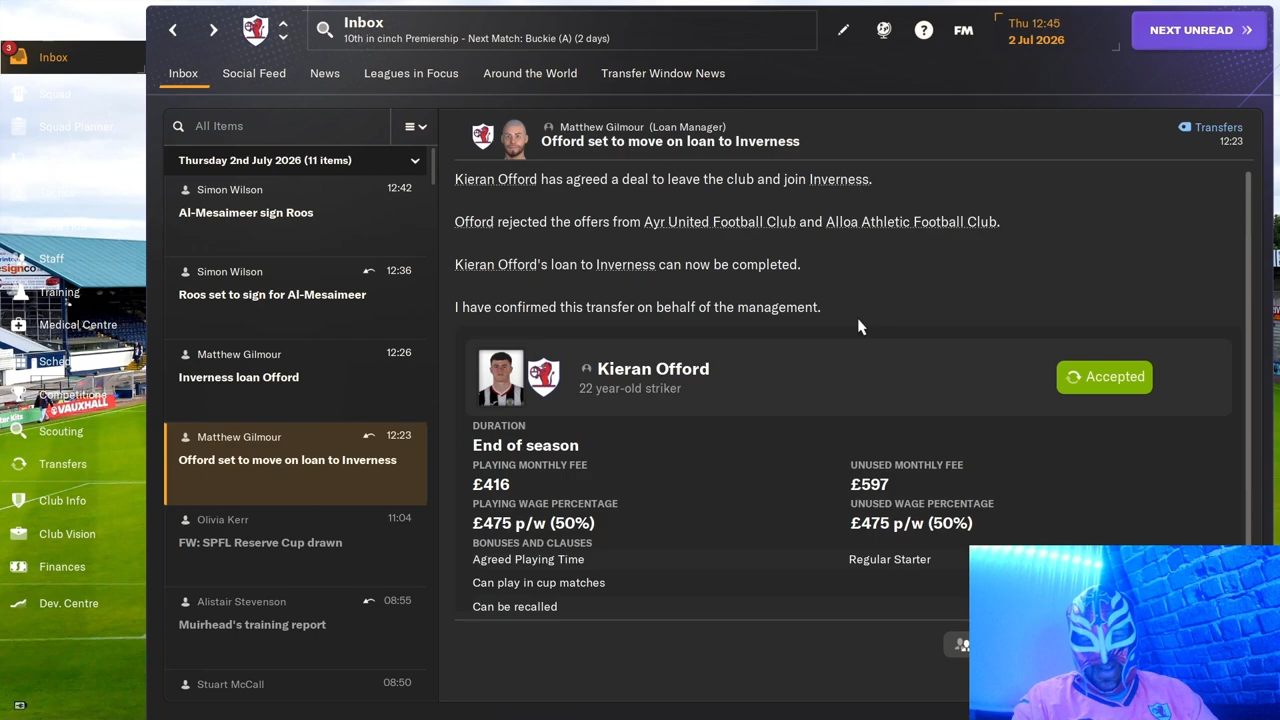 Inbox
10th in cinch Premiership - Next Match: Buckie (A) (2 days)
FM
Thu 12:45
2 Jul 2026
NEXT UNREAD
3
Inbox
Squad
Squad Planner
Staff
Training
Medical Centre
Sched
Competitions
VAUXHALL
Scouting
Transfers
Club Info
Club Vision
Finances
Dev. Centre
Inbox
Social Feed
News
Leagues in Focus
Around the World
Transfer Window News
All Items
Thursday 2nd July 2026 (11 items)
Simon Wilson 12:42
Al-Mesaimeer sign Roos
Simon Wilson 12:36
Roos set to sign for Al-Mesaimeer
Matthew Gilmour 12:26
Inverness loan Offord
Matthew Gilmour 12:23
Offord set to move on loan to Inverness
Olivia Kerr 11:04
FW: SPFL Reserve Cup drawn
Alistair Stevenson 08:55
Muirhead's training report
Stuart McCall 08:50
Matthew Gilmour (Loan Manager)
Offord set to move on loan to Inverness
Transfers
12:23
Kieran Offord has agreed a deal to leave the club and join Inverness.
Offord rejected the offers from Ayr United Football Club and Alloa Athletic Football Club.
Kieran Offord's loan to Inverness can now be completed.
I have confirmed this transfer on behalf of the management.
Kieran Offord
22 year-old striker
Accepted
DURATION
End of season
PLAYING MONTHLY FEE
£416
UNUSED MONTHLY FEE
£597
PLAYING WAGE PERCENTAGE
£475 p/w (50%)
UNUSED WAGE PERCENTAGE
£475 p/w (50%)
BONUSES AND CLAUSES
Agreed Playing Time
Regular Starter
Can play in cup matches
Can be recalled